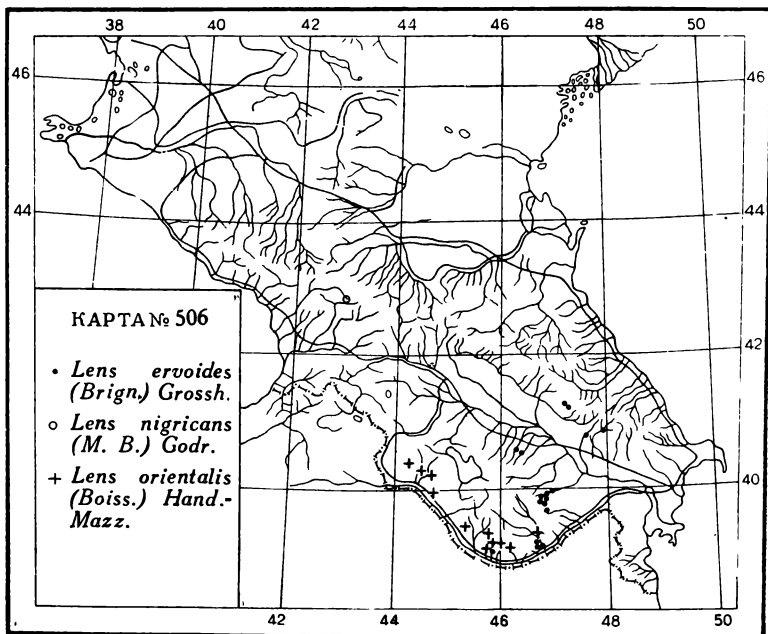 38 40 42 44 46 48 50
46 46
44 44
КАРТА № 506
• Lens ervoides
(Brign.) Grossh.
42
o Lens nigricans
(M. B.) Godr.
+ Lens orientalis
(Boiss.) Hand.-
Mazz.
40
42 44 46 48 50